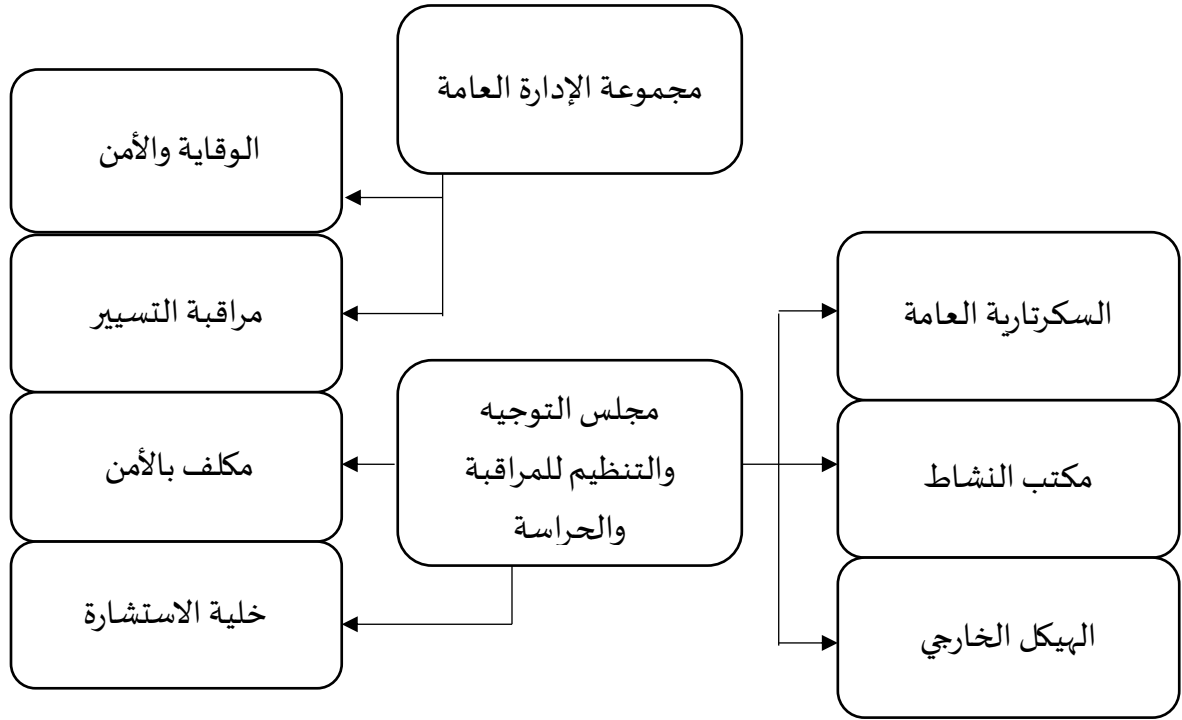 مجموعة الإدارة العامة
الوقاية والأمن
مراقبة التسيير
السكرتارية العامة
مجلس التوجيه
والتنظيم للمراقبة
والحراسة
مكلف بالأمن
مكتب النشاط
خلية الاستشارة
الهيكل الخارجي